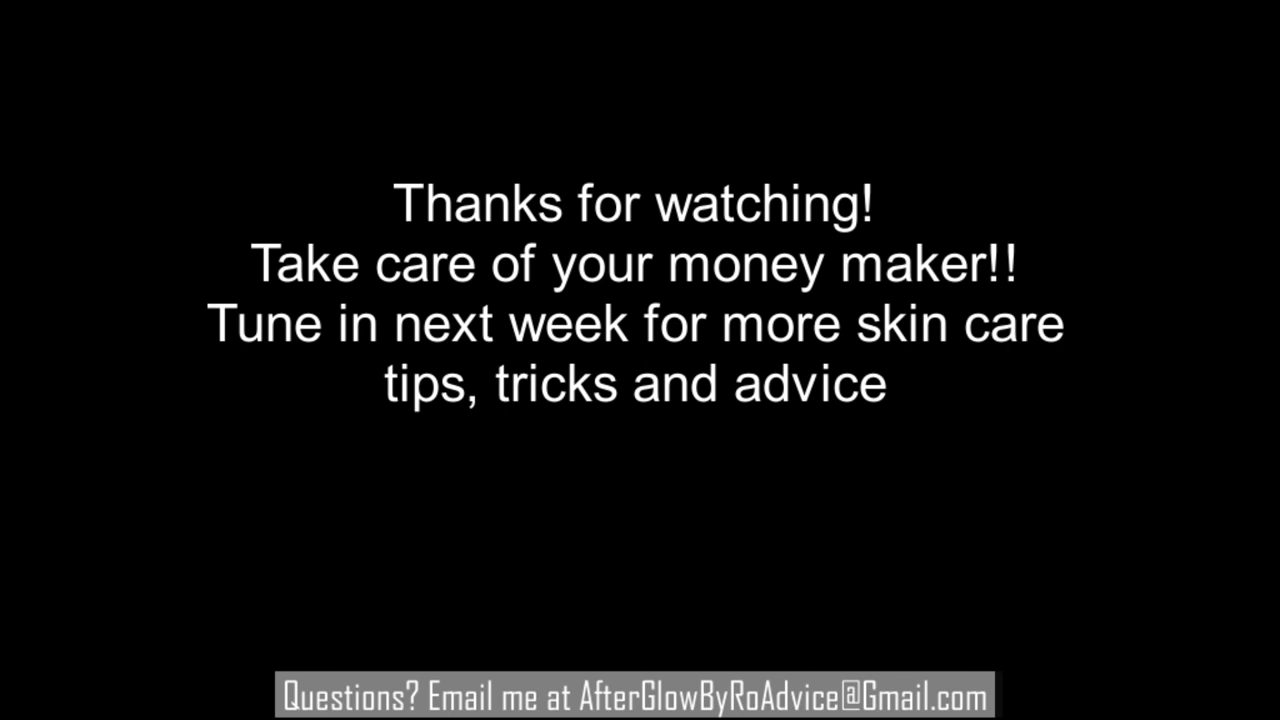 Thanks for watching!
Take care of your money maker!!
Tune in next week for more skin care
tips, tricks and advice
Questions? Email me at AfterGlowByRoAdvice@Gmail.com